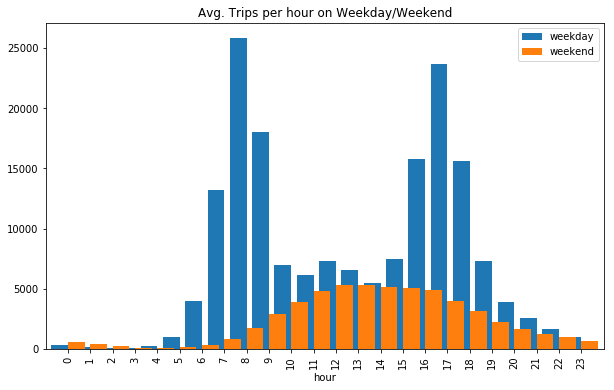 Avg. Trips per hour on Weekday/Weekend
weekday
weekend
25000
20000
15000
10000
5000
0
0 1 2 3 4 5 6 7 8 9 10 11 12 13 14 15 16 17 18 19 20 21 22 23
hour